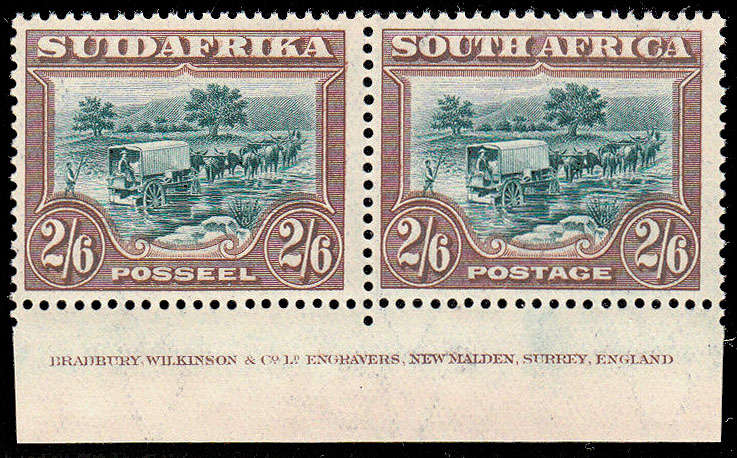 SUIDAFRIKA
2/6 POSSEEL 2/6
SOUTH AFRICA
2/6 POSTAGE 2/6
BRADBURY, WILKINSON & Co Ld ENGRAVERS, NEW MALDEN, SURREY, ENGLAND